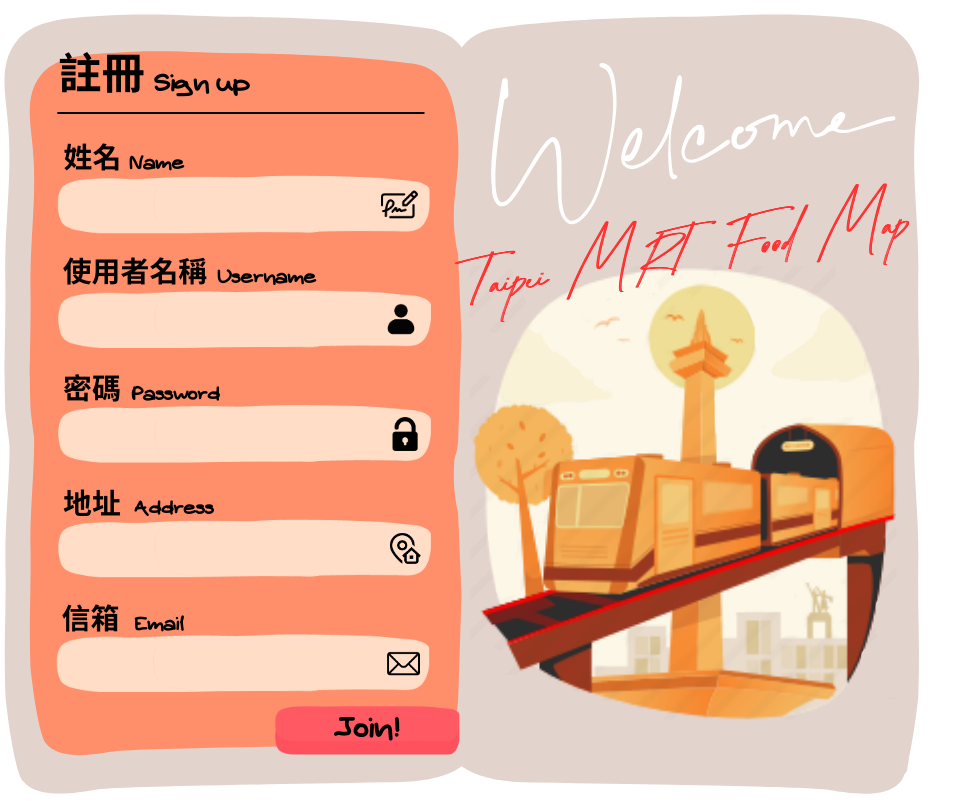 註冊 Sign up
姓名 Name
使用者名稱 Username
密碼 Password
地址 Address
信箱 Email
Join!
Welcome
Taipei MRT Food Map